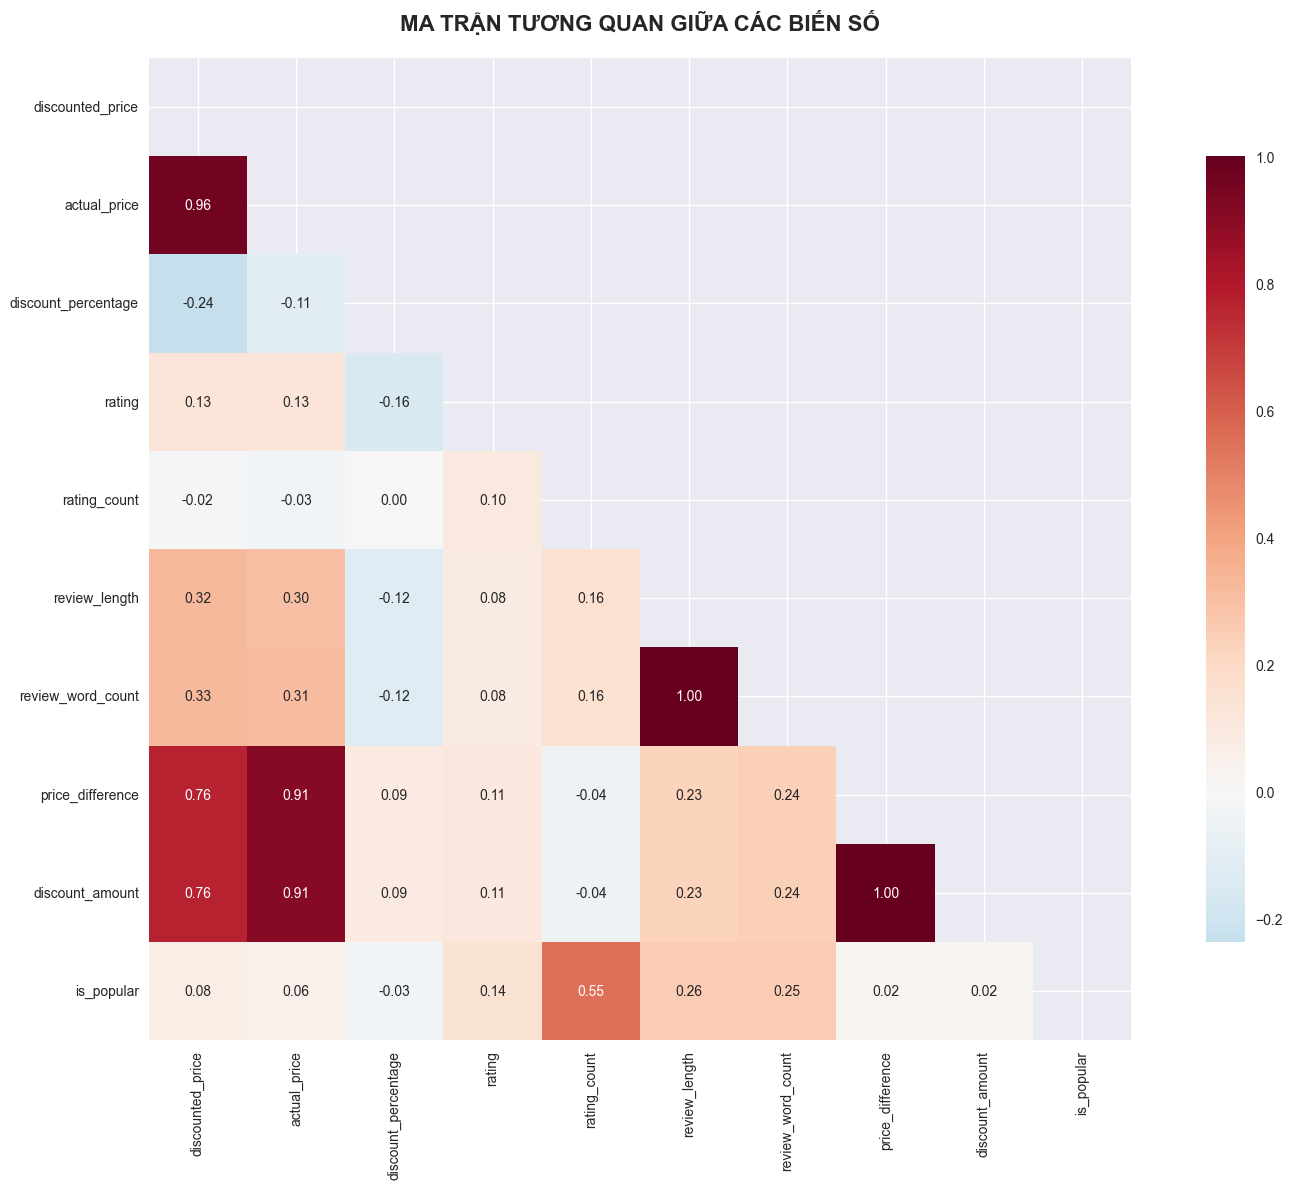 MA TRẬN TƯƠNG QUAN GIỮA CÁC BIẾN SỐ
discounted_price
actual_price 0.96
discount_percentage -0.24 -0.11
rating 0.13 0.13 -0.16
rating_count -0.02 -0.03 0.00 0.10
review_length 0.32 0.30 -0.12 0.08 0.16
review_word_count 0.33 0.31 -0.12 0.08 0.16 1.00
price_difference 0.76 0.91 0.09 0.11 -0.04 0.23 0.24
discount_amount 0.76 0.91 0.09 0.11 -0.04 0.23 0.24 1.00
is_popular 0.08 0.06 -0.03 0.14 0.55 0.26 0.25 0.02 0.02
discounted_price
actual_price
discount_percentage
rating
rating_count
review_length
review_word_count
price_difference
discount_amount
is_popular
1.0
0.8
0.6
0.4
0.2
0.0
−0.2